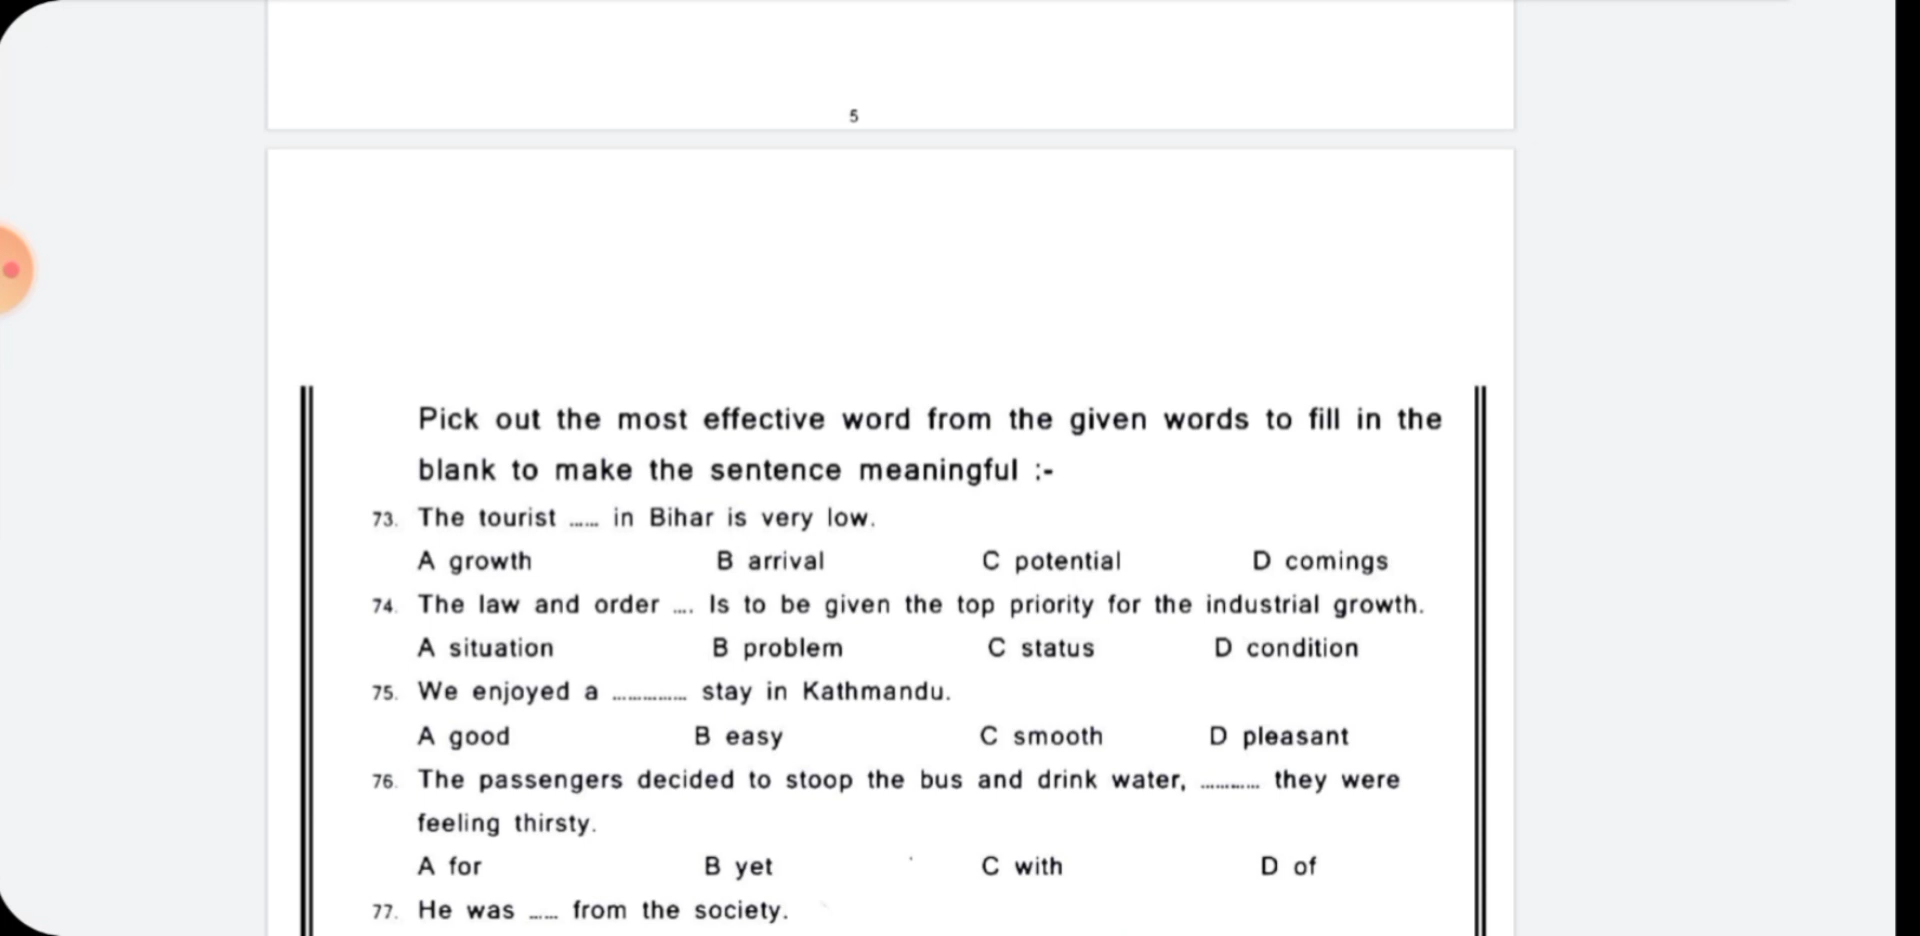 5
Pick out the most effective word from the given words to fill in the
blank to make the sentence meaningful :-
73. The tourist ...... in Bihar is very low.
A growth B arrival C potential D comings
74. The law and order .... Is to be given the top priority for the industrial growth.
A situation B problem C status D condition
75. We enjoyed a ............... stay in Kathmandu.
A good B easy C smooth D pleasant
76. The passengers decided to stoop the bus and drink water, ............ they were
feeling thirsty.
A for B yet C with D of
77. He was ...... from the society.